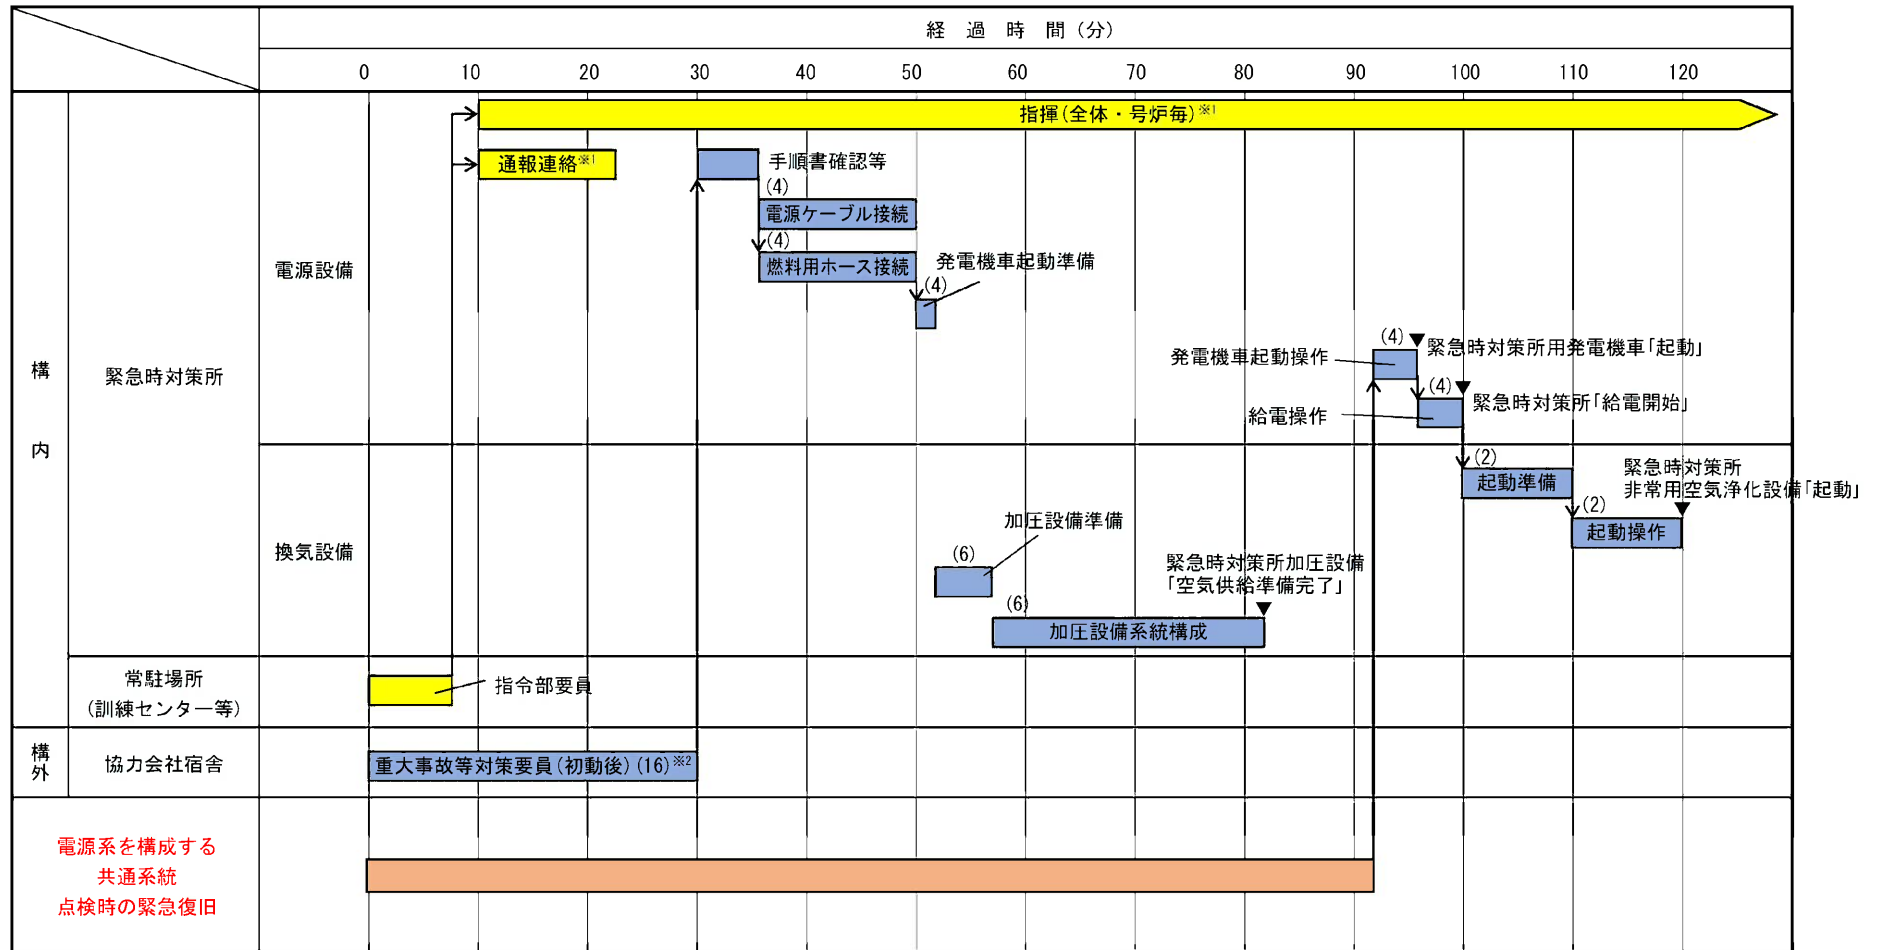 経過時間(分)
0 10 20 30 40 50 60 70 80 90 100 110 120
構内
緊急時対策所
電源設備
指揮(全体・号炉毎)※1
通報連絡※1
手順書確認等
(4)
電源ケーブル接続
(4)
燃料用ホース接続
発電機車起動準備
(4)
発電機車起動操作
(4)
▼
緊急時対策所用発電機車「起動」
給電操作
(4)
▼
緊急時対策所「給電開始」
換気設備
(2)
起動準備
緊急時対策所
非常用空気浄化設備「起動」
(2)
▼
起動操作
加圧設備準備
(6)
緊急時対策所加圧設備
「空気供給準備完了」
(6)
▼
加圧設備系統構成
常駐場所
(訓練センター等)
指令部要員
構外
協力会社宿舎
重大事故等対策要員(初動後)(16)※2
電源系を構成する
共通系統
点検時の緊急復旧